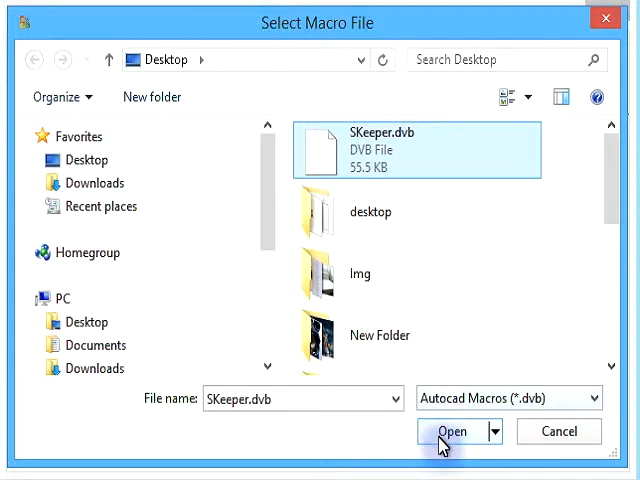 Select Macro File
Desktop
Search Desktop
Organize
New folder
Favorites
Desktop
Downloads
Recent places
Homegroup
PC
Desktop
Documents
Downloads
SKeeper.dvb
DVB File
55.5 KB
desktop
Img
New Folder
File name:
SKeeper.dvb
Autocad Macros (*.dvb)
Open
Cancel